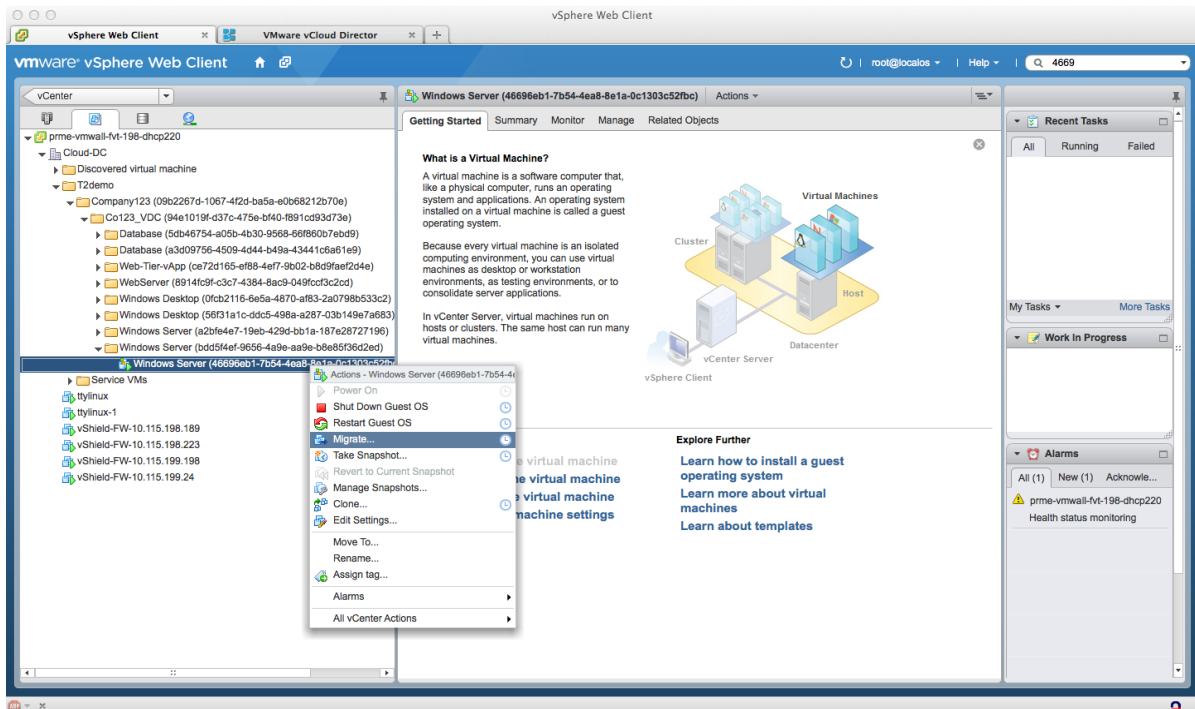 vSphere Web Client
vSphere Web Client
VMware vCloud Director
vmware® vSphere Web Client
root@localos
Help
4669
vCenter
prme-vmwall-fvt-198-dhcp220
Cloud-DC
Discovered virtual machine
T2demo
Company123 (09b2267d-1067-4f2d-ba5a-e0b68212b70e)
Co123_VDC (94e1019f-d37c-475e-bf40-f891cd93d73e)
Database (5db46754-a05b-4b30-9568-66f860b7ebd9)
Database (a3d09756-4509-4d44-b49a-43441c6a61e9)
Web-Tier-vApp (ce72d165-ef88-4ef7-9b02-b8d9faef2d4e)
WebServer (8914fc9f-c3c7-4384-8ac9-049fccf3c2cd)
Windows Desktop (0fcb2116-6e5a-4870-af83-2a0798b533c2)
Windows Desktop (56f31a1c-ddc5-498a-a287-03b149e7a683)
Windows Server (a2bfe4e7-19eb-429d-bb1a-187e28727196)
Windows Server (bdd5f4ef-9656-4a9e-aa9e-b8e85f36d2ed)
Windows Server (46696eb1-7b54-4ea8-8e1a-0c1303c52fb
Service VMs
ttylinux
ttylinux-1
vShield-FW-10.115.198.189
vShield-FW-10.115.198.223
vShield-FW-10.115.199.198
vShield-FW-10.115.199.24
Actions - Windows Server (46696eb1-7b54-4e
Power On
Shut Down Guest OS
Restart Guest OS
Migrate...
Take Snapshot...
Revert to Current Snapshot
Manage Snapshots...
Clone...
Edit Settings...
Move To...
Rename...
Assign tag...
Alarms
All vCenter Actions
Windows Server (46696eb1-7b54-4ea8-8e1a-0c1303c52fbc)
Actions
Getting Started
Summary
Monitor
Manage
Related Objects
What is a Virtual Machine?
A virtual machine is a software computer that,
like a physical computer, runs an operating
system and applications. An operating system
installed on a virtual machine is called a guest
operating system.
Because every virtual machine is an isolated
computing environment, you can use virtual
machines as desktop or workstation
environments, as testing environments, or to
consolidate server applications.
In vCenter Server, virtual machines run on
hosts or clusters. The same host can run many
virtual machines.
Virtual Machines
Cluster
Host
Datacenter
vCenter Server
vSphere Client
e virtual machine
he virtual machine
e virtual machine
machine settings
Explore Further
Learn how to install a guest
operating system
Learn more about virtual
machines
Learn about templates
Recent Tasks
All
Running
Failed
My Tasks
More Tasks
Work In Progress
Alarms
All (1)
New (1)
Acknowle...
prme-vmwall-fvt-198-dhcp220
Health status monitoring